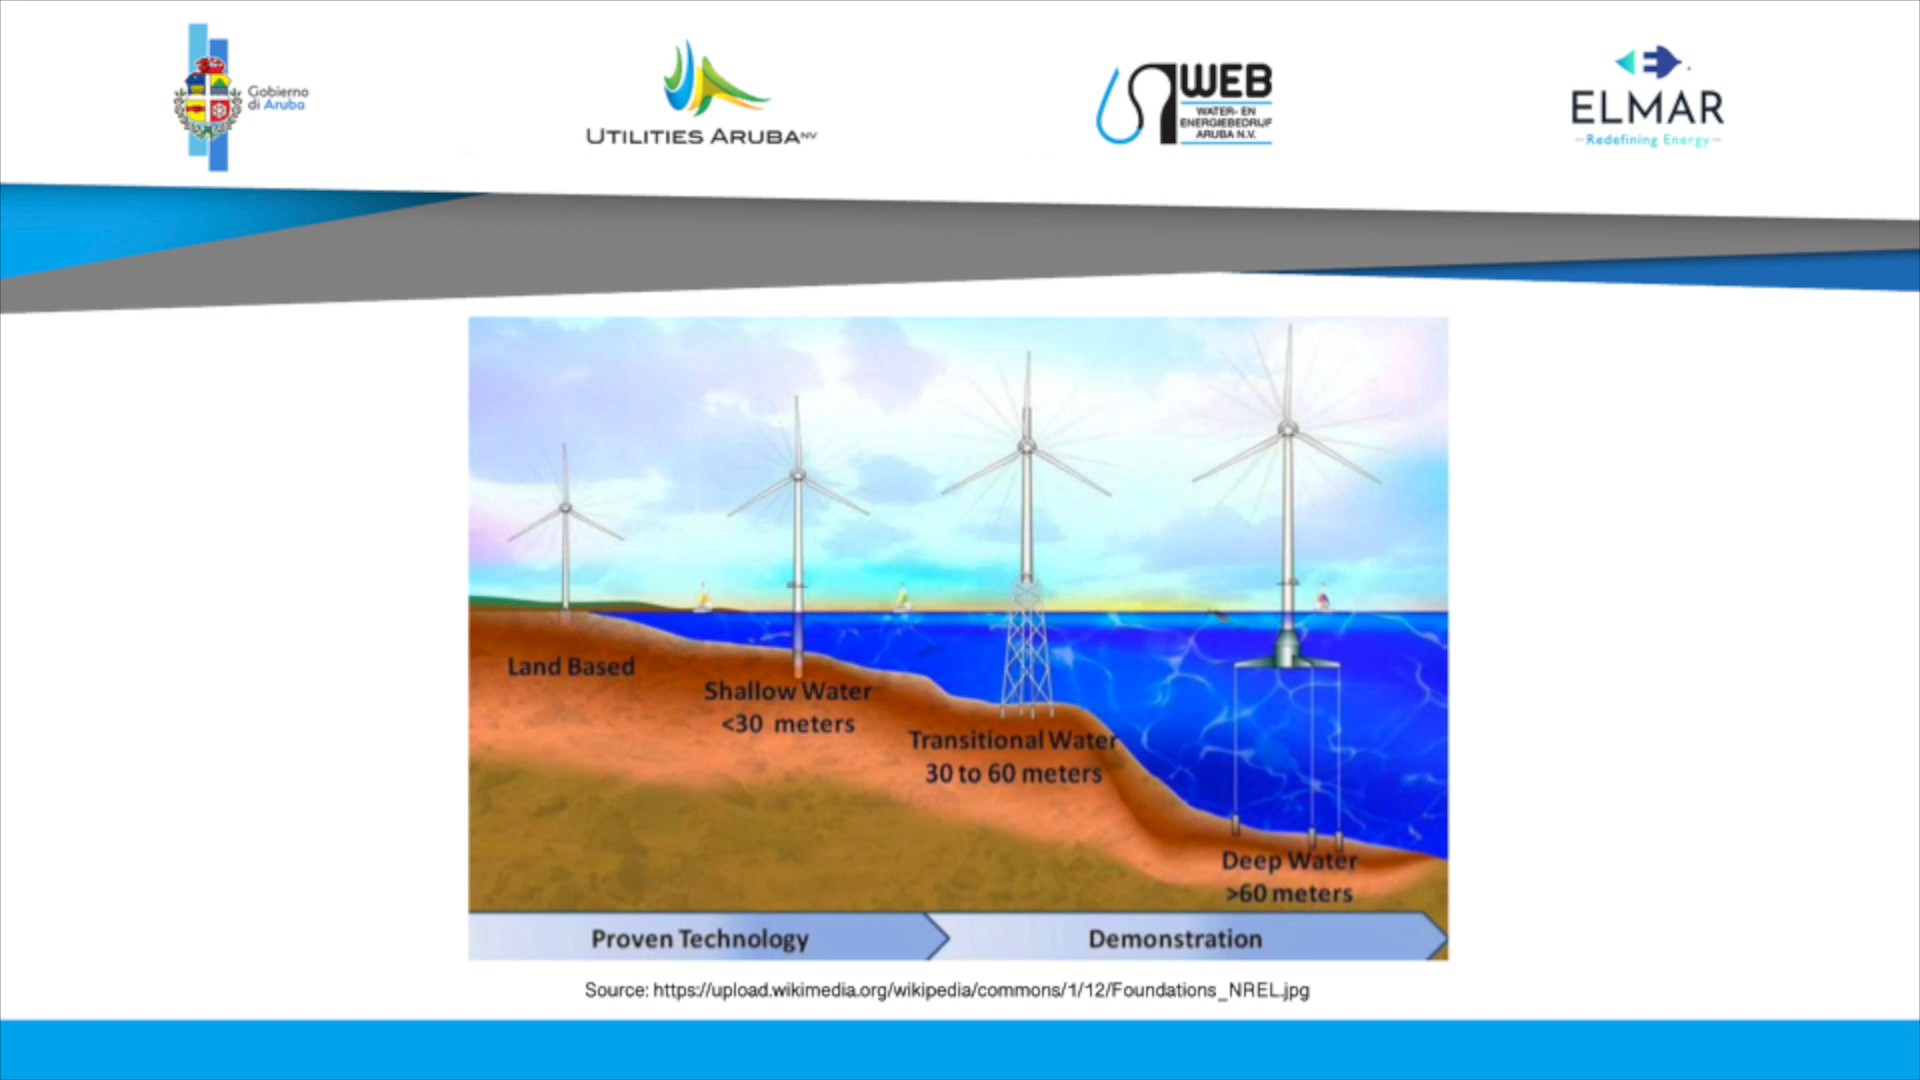 Gobierno
di Aruba
UTILITIES ARUBA NV
WEB
WATER- EN
ENERGIEBEDRIJF
ARUBA N.V.
ELMAR
Redefining Energy
Land Based
Shallow Water
<30 meters
Transitional Water
30 to 60 meters
Deep Water
>60 meters
Proven Technology
Demonstration
Source: https://upload.wikimedia.org/wikipedia/commons/1/12/Foundations_NREL.jpg